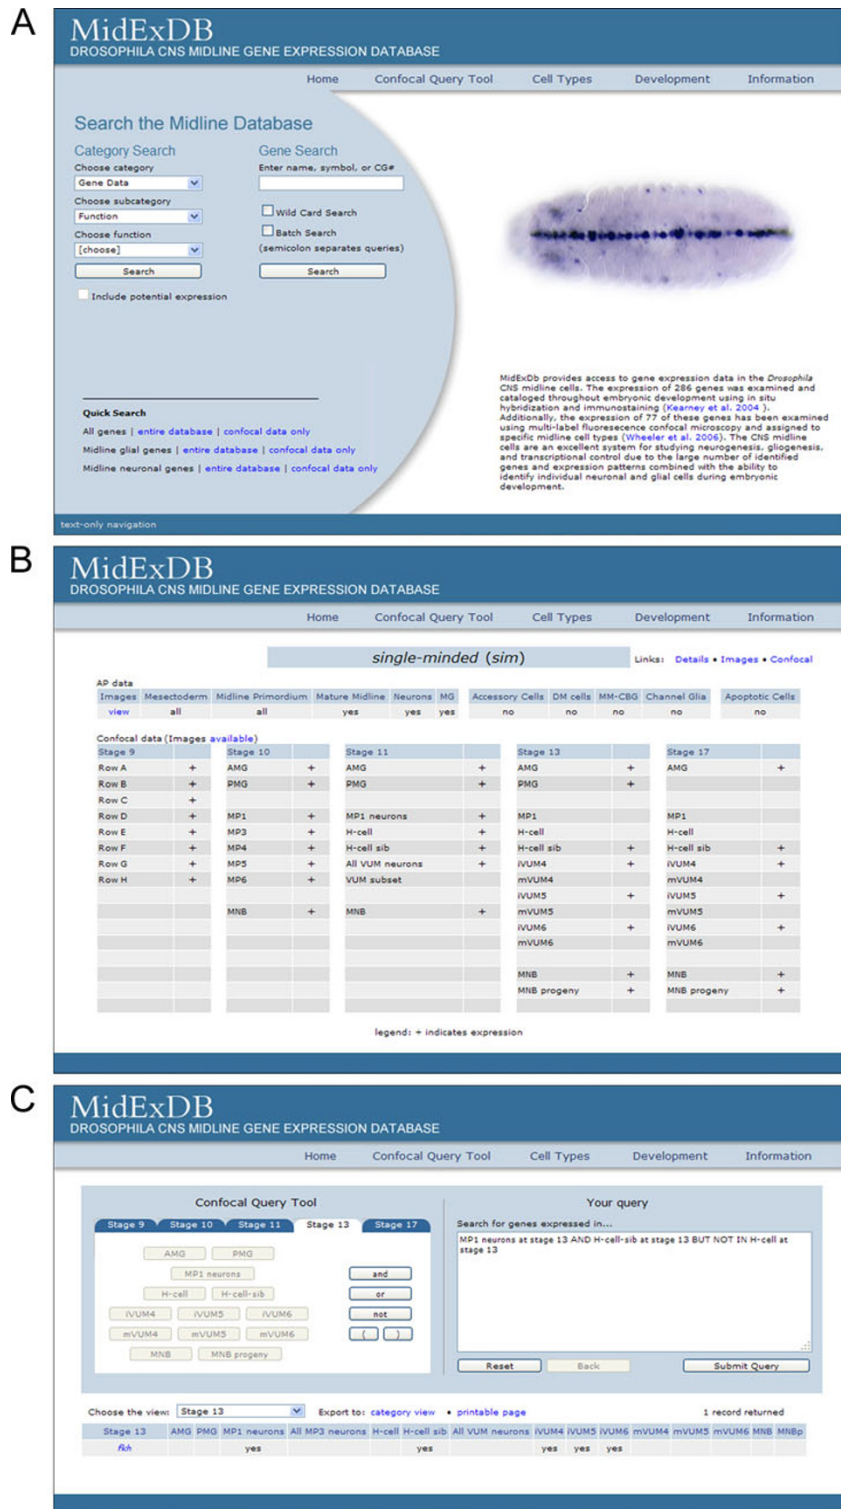 A
MidExDB
DROSOPHILA CNS MIDLINE GENE EXPRESSION DATABASE
Home Confocal Query Tool Cell Types Development Information
Search the Midline Database
Category Search Gene Search
Choose category Enter name, symbol, or CG#
Gene Data
Choose subcategory
Function Wild Card Search
Choose function Batch Search
[choose] (semicolon separates queries)
Search Search
Include potential expression
Quick Search
All genes | entire database | confocal data only
Midline glial genes | entire database | confocal data only
Midline neuronal genes | entire database | confocal data only
MidExDb provides access to gene expression data in the Drosophila
CNS midline cells. The expression of 286 genes was examined and
cataloged throughout embryonic development using in situ
hybridization and immunostaining (Kearney et al. 2004 ).
Additionally, the expression of 77 of these genes has been examined
using multi-label fluoresecence confocal microscopy and assigned to
specific midline cell types (Wheeler et al. 2006). The CNS midline
cells are an excellent system for studying neurogenesis, gliogenesis,
and transcriptional control due to the large number of identified
genes and expression patterns combined with the ability to
identify individual neuronal and glial cells during embryonic
development.
text-only navigation
B
MidExDB
DROSOPHILA CNS MIDLINE GENE EXPRESSION DATABASE
Home Confocal Query Tool Cell Types Development Information
single-minded (sim) Links: Details • Images • Confocal
AP data
Images Mesectoderm Midline Primordium Mature Midline Neurons MG Accessory Cells DM cells MM-CBG Channel Glia Apoptotic Cells
view all all yes yes yes no no no no no
Confocal data (Images available)
Stage 9 Stage 10 Stage 11 Stage 13 Stage 17
Row A + AMG + AMG + AMG + AMG +
Row B + PMG + PMG + PMG +
Row C +
Row D + MP1 + MP1 neurons + MP1 MP1
Row E + MP3 + H-cell + H-cell H-cell
Row F + MP4 + H-cell sib + H-cell sib + H-cell sib +
Row G + MP5 + All VUM neurons + iVUM4 + iVUM4 +
Row H + MP6 + VUM subset mVUM4 mVUM4
iVUM5 + iVUM5 +
MNB + MNB + mVUM5 mVUM5
iVUM6 + iVUM6 +
mVUM6 mVUM6
MNB + MNB +
MNB progeny + MNB progeny +
legend: + indicates expression
C
MidExDB
DROSOPHILA CNS MIDLINE GENE EXPRESSION DATABASE
Home Confocal Query Tool Cell Types Development Information
Confocal Query Tool Your query
Stage 9 Stage 10 Stage 11 Stage 13 Stage 17
Search for genes expressed in...
MP1 neurons at stage 13 AND H-cell-sib at stage 13 BUT NOT IN H-cell at
stage 13
AMG PMG
MP1 neurons and
H-cell H-cell-sib or
iVUM4 iVUM5 iVUM6 not
mVUM4 mVUM5 mVUM6 ( )
MNB MNB progeny
Reset Back Submit Query
Choose the view: Stage 13 Export to: category view • printable page 1 record returned
Stage 13 AMG PMG MP1 neurons All MP3 neurons H-cell H-cell sib All VUM neurons iVUM4 iVUM5 iVUM6 mVUM4 mVUM5 mVUM6 MNB MNBp
fkh yes yes yes yes yes